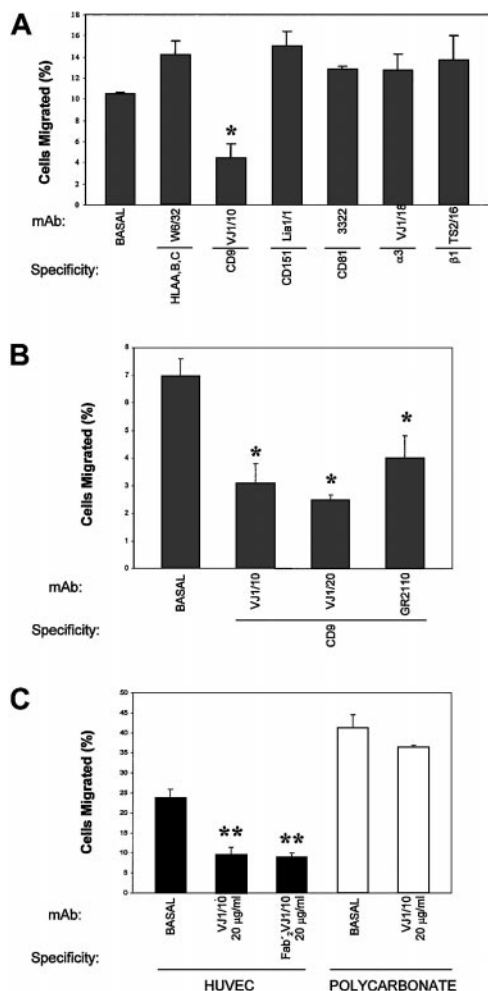 A
Cells Migrated (%)
16
14
12
10
8
6
4
2
0
*
mAb:
BASAL
W6/32
VJ1/10
Lia1/1
3322
VJ1/18
TS2/16
Specificity:
HLAA,B,C
CD9
CD151
CD81
α3
β1
B
Cells Migrated (%)
8
7
6
5
4
3
2
1
0
*
*
*
mAb:
BASAL
VJ1/10
VJ1/20
GR2110
Specificity:
CD9
C
Cells Migrated (%)
50
45
40
35
30
25
20
15
10
5
0
**
**
mAb:
BASAL
VJ1/10
20 µg/ml
Fab´2 VJ1/10
20 µg/ml
BASAL
VJ1/10
20 µg/ml
Specificity:
HUVEC
POLYCARBONATE